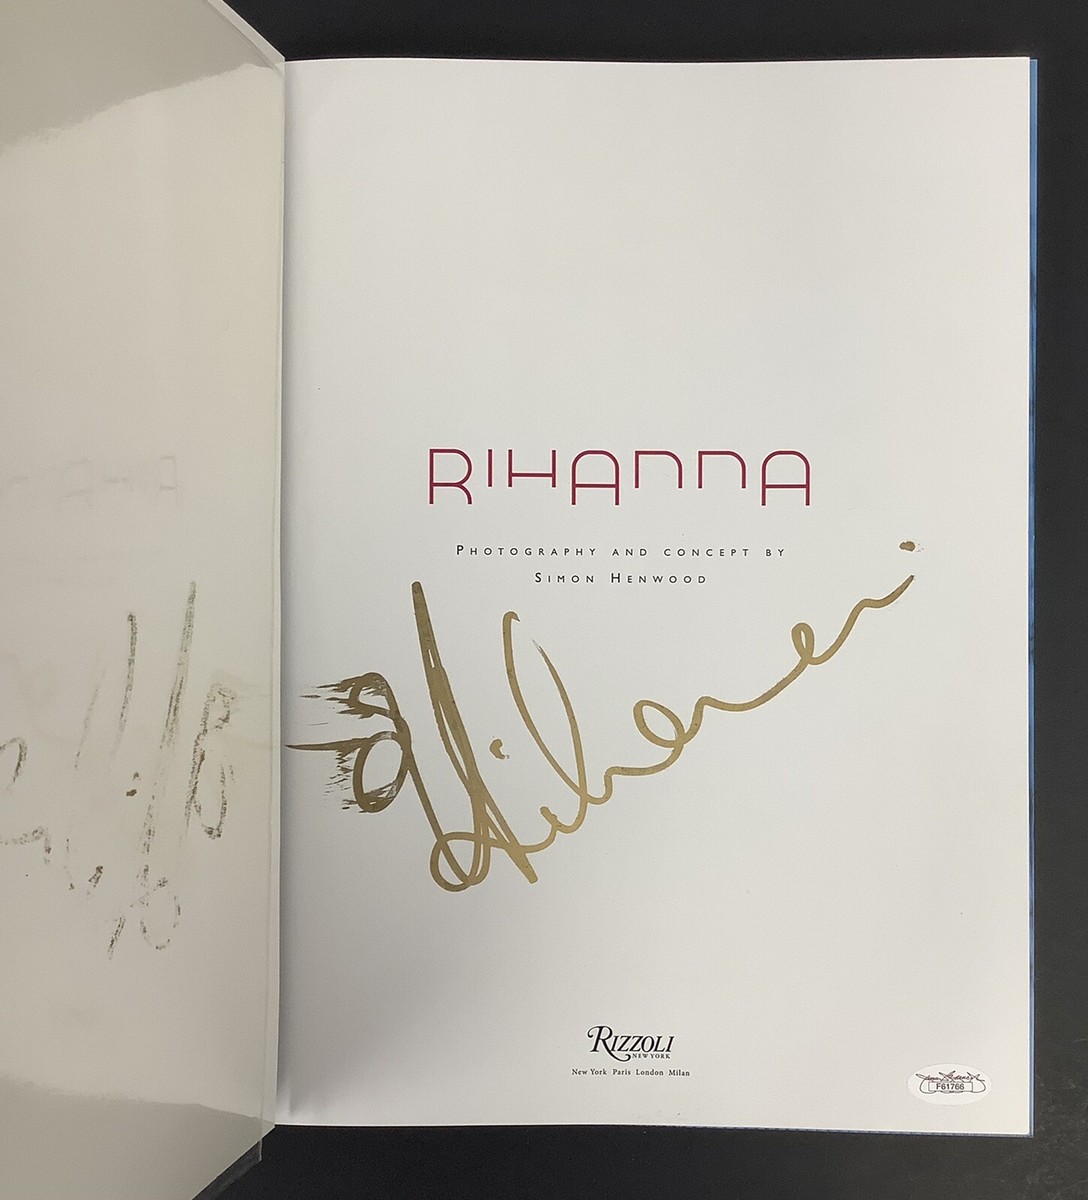 RIHANNA
PHOTOGRAPHY AND CONCEPT BY
SIMON HENWOOD
RIZZOLI
NEW YORK
New York Paris London Milan
F61766